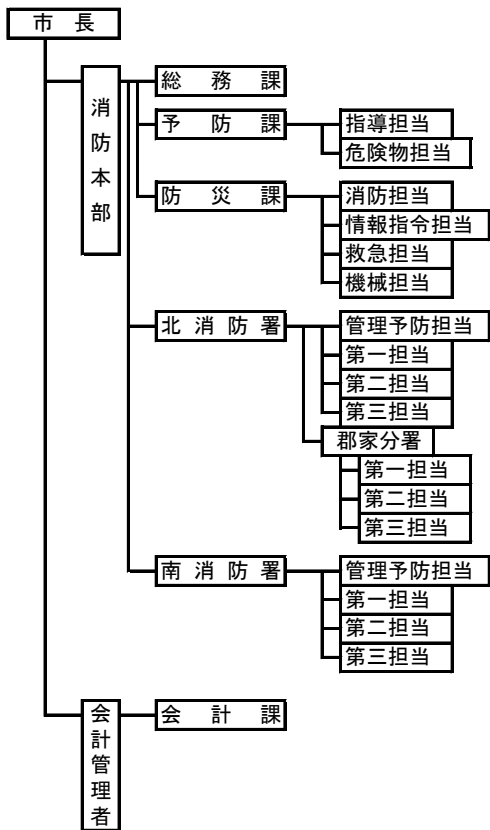 市長
消防本部
総務課
予防課
指導担当
危険物担当
防災課
消防担当
情報指令担当
救急担当
機械担当
北消防署
管理予防担当
第一担当
第二担当
第三担当
郡家分署
第一担当
第二担当
第三担当
南消防署
管理予防担当
第一担当
第二担当
第三担当
会計管理者
会計課